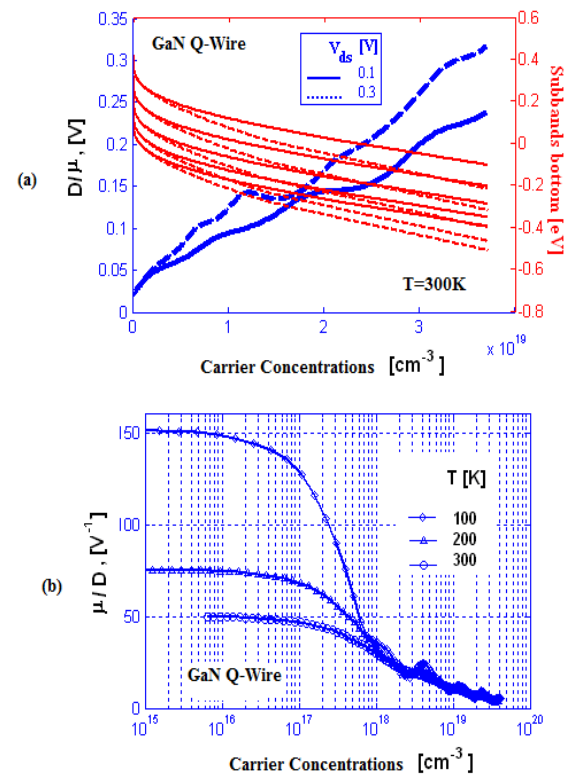 (a)
GaN Q-Wire
V_ds [V]
0.1
0.3
T=300K
D/μ, [V]
0.35
0.3
0.25
0.2
0.15
0.1
0.05
0
0.6
0.4
0.2
0
-0.2
-0.4
-0.6
-0.8
Subbands bottom [eV]
0 1 2 3
x 10^19
Carrier Concentrations [cm^-3]
(b)
μ/D, [V^-1]
150
100
50
0
T [K]
100
200
300
GaN Q-Wire
10^15 10^16 10^17 10^18 10^19 10^20
Carrier Concentrations [cm^-3]